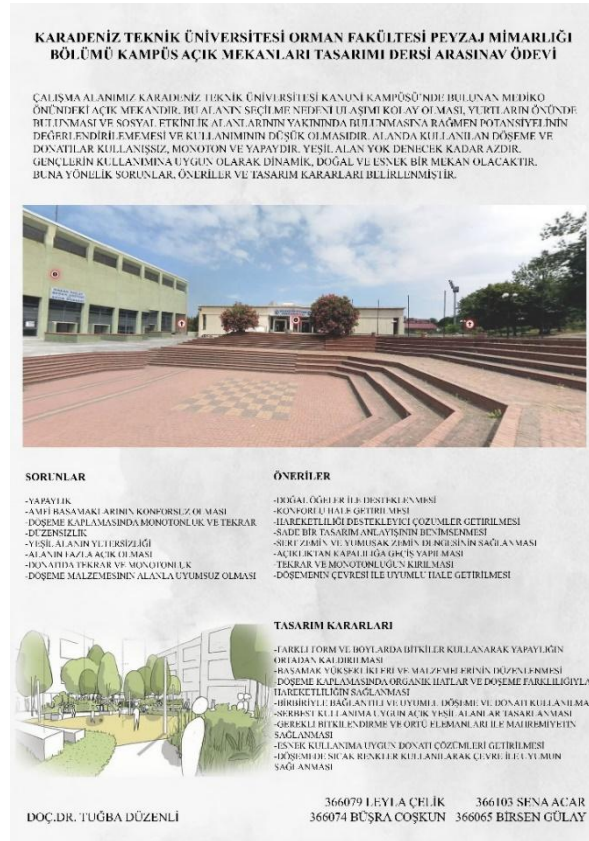 KARADENİZ TEKNİK ÜNİVERSİTESİ ORMAN FAKÜLTESİ PEYZAJ MİMARLIĞI
BÖLÜMÜ KAMPÜS AÇIK MEKANLARI TASARIMI DERSİ ARASINAV ÖDEVİ
ÇALIŞMA ALANIMIZ KARADENİZ TEKNİK ÜNİVERSİTESİ KANUNİ KAMPÜSÜ'NDE BULUNAN MEDİKO
ÖNÜNDEKİ AÇIK MEKANDIR. BU ALANIN SEÇİLME NEDENİ ULAŞIMI KOLAY OLMASI, YURTLARIN ÖNÜNDE
BULUNMASI VE SOSYAL ETKİNLİK ALANLARININ YAKININDA BULUNMASINA RAĞMEN POTANSİYELİNİN
DEĞERLENDİRİLEMEMESİ VE KULLANIMININ DÜŞÜK OLMASIDIR. ALANDA KULLANILAN DÖŞEME VE
DONATILAR KULLANIŞSIZ, MONOTON VE YAPAYDIR. YEŞİL ALAN YOK DENECEK KADAR AZDIR.
GENÇLERİN KULLANIMINA UYGUN OLARAK DİNAMİK, DOĞAL VE ESNEK BİR MEKAN OLACAKTIR.
BUNA YÖNELİK SORUNLAR, ÖNERİLER VE TASARIM KARARLARI BELİRLENMİŞTİR.
SORUNLAR
-YAPAYLIK
-AMFİ BASAMAKLARININ KONFORSUZ OLMASI
-DÖŞEME KAPLAMASINDA MONOTONLUK VE TEKRAR
-DÜZENSİZLİK
-YEŞİL ALANIN YETERSİZLİĞİ
-ALANIN FAZLA AÇIK OLMASI
-DONATIDA TEKRAR VE MONOTONLUK
-DÖŞEME MALZEMESİNİN ALANLA UYUMSUZ OLMASI
ÖNERİLER
-DOĞAL ÖĞELER İLE DESTEKLENMESİ
-KONFORLU HALE GETİRİLMESİ
-HAREKETLİLİĞİ DESTEKLEYİCİ ÇÖZÜMLER GETİRİLMESİ
-SADE BİR TASARIM ANLAYIŞININ BENİMSENMESİ
-SERT ZEMİN VE YUMUŞAK ZEMİN DENGESİNİN SAĞLANMASI
-AÇIKLIKTAN KAPALILIĞA GEÇİŞ YAPILMASI
-TEKRAR VE MONOTONLUĞUN KIRILMASI
-DÖŞEMENİN ÇEVRESİ İLE UYUMLU HALE GETİRİLMESİ
TASARIM KARARLARI
-FARKLI FORM VE BOYLARDA BİTKİLER KULLANARAK YAPAYLIĞIN
ORTADAN KALDIRILMASI
-BASAMAK YÜKSEKLİKLERİ VE MALZEMELERİNİN DÜZENLENMESİ
-DÖŞEME KAPLAMASINDA ORGANİK HATLAR VE DÖŞEME FARKLILIĞIYLA
HAREKETLİLİĞİN SAĞLANMASI
-BİRBİRİYLE BAĞLANTILI VE UYUMLU DÖŞEME VE DONATI KULLANILMA
-SERBEST KULLANIMA UYGUN AÇIK YEŞİL ALANLAR TASARLANMASI
-GEREKLİ BİTKİLENDİRME VE ÖRTÜ ELEMANLARI İLE MAHREMİYETİN
SAĞLANMASI
-ESNEK KULLANIMA UYGUN DONATI ÇÖZÜMLERİ GETİRİLMESİ
-DÖŞEMEDE SICAK RENKLER KULLANILARAK ÇEVRE İLE UYUMUN
SAĞLANMASI
DOÇ.DR. TUĞBA DÜZENLİ
366079 LEYLA ÇELİK 366103 SENA ACAR
366074 BÜŞRA COŞKUN 366065 BİRSEN GÜLAY